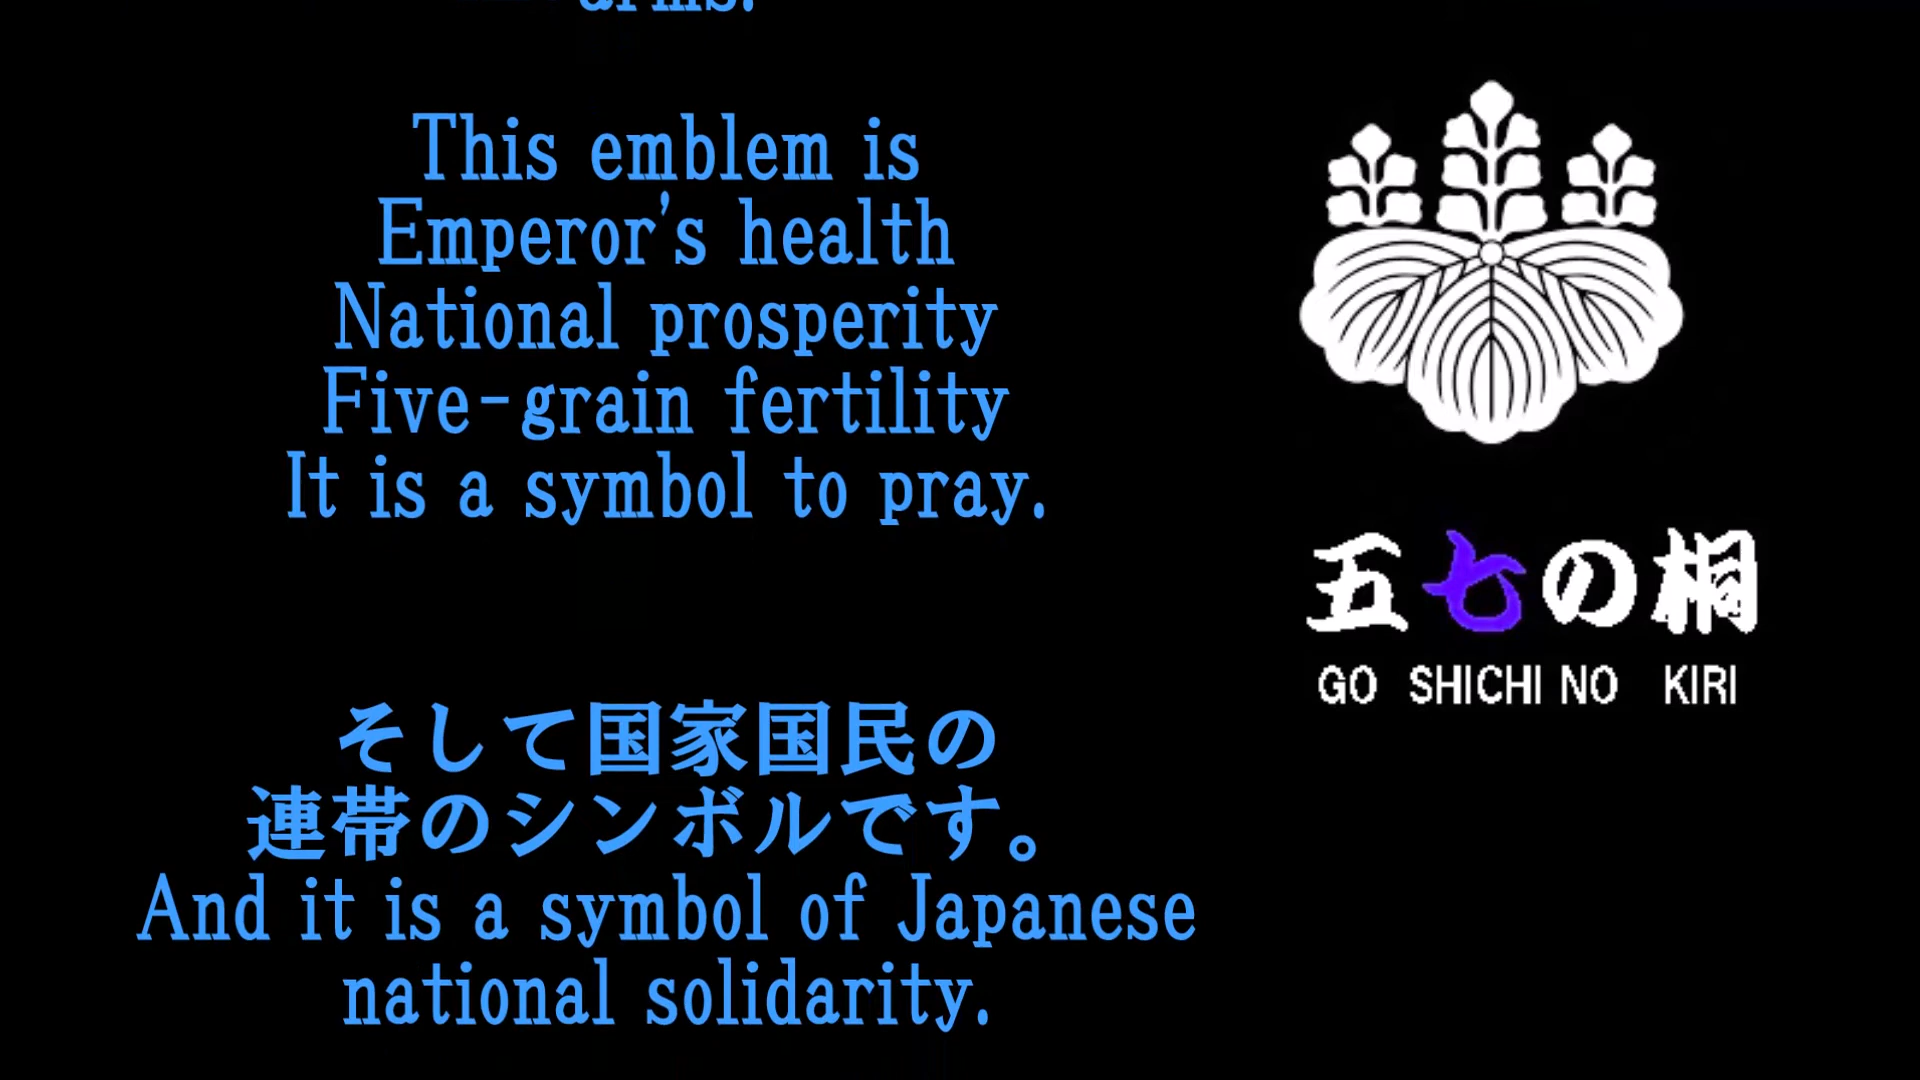 arms.
This emblem is
Emperor's health
National prosperity
Five-grain fertility
It is a symbol to pray.
そして国家国民の
連帯のシンボルです。
And it is a symbol of Japanese
national solidarity.
五七の桐
GO SHICHI NO KIRI